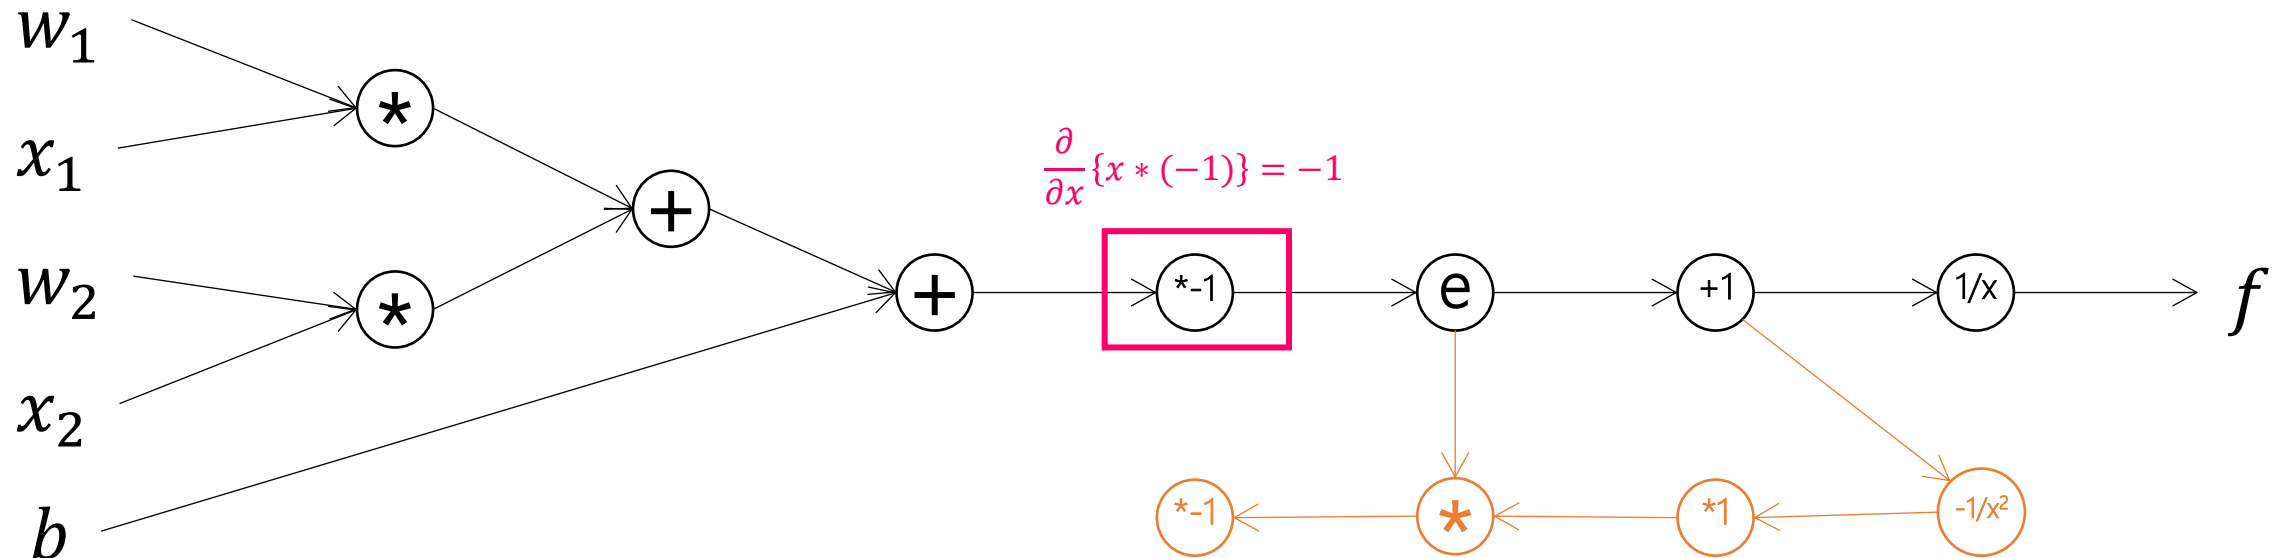 w₁
*
x₁
∂/∂x {x ∗ (−1)} = −1
+
w₂
*
+
*-1
e
+1
1/x
f
x₂
b
*-1
*
*1
-1/x²